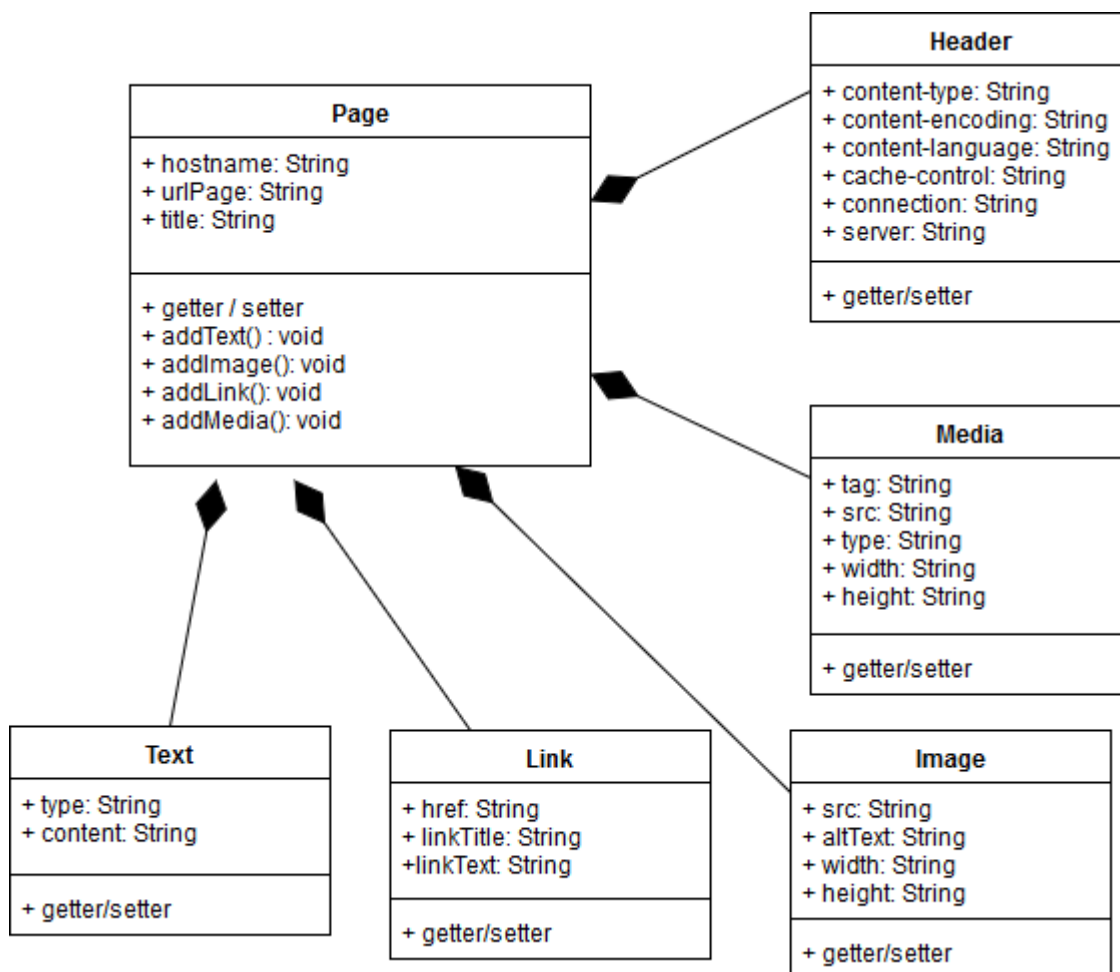 Page
+ hostname: String
+ urlPage: String
+ title: String
+ getter / setter
+ addText() : void
+ addImage(): void
+ addLink(): void
+ addMedia(): void
Header
+ content-type: String
+ content-encoding: String
+ content-language: String
+ cache-control: String
+ connection: String
+ server: String
+ getter/setter
Media
+ tag: String
+ src: String
+ type: String
+ width: String
+ height: String
+ getter/setter
Text
+ type: String
+ content: String
+ getter/setter
Link
+ href: String
+ linkTitle: String
+linkText: String
+ getter/setter
Image
+ src: String
+ altText: String
+ width: String
+ height: String
+ getter/setter